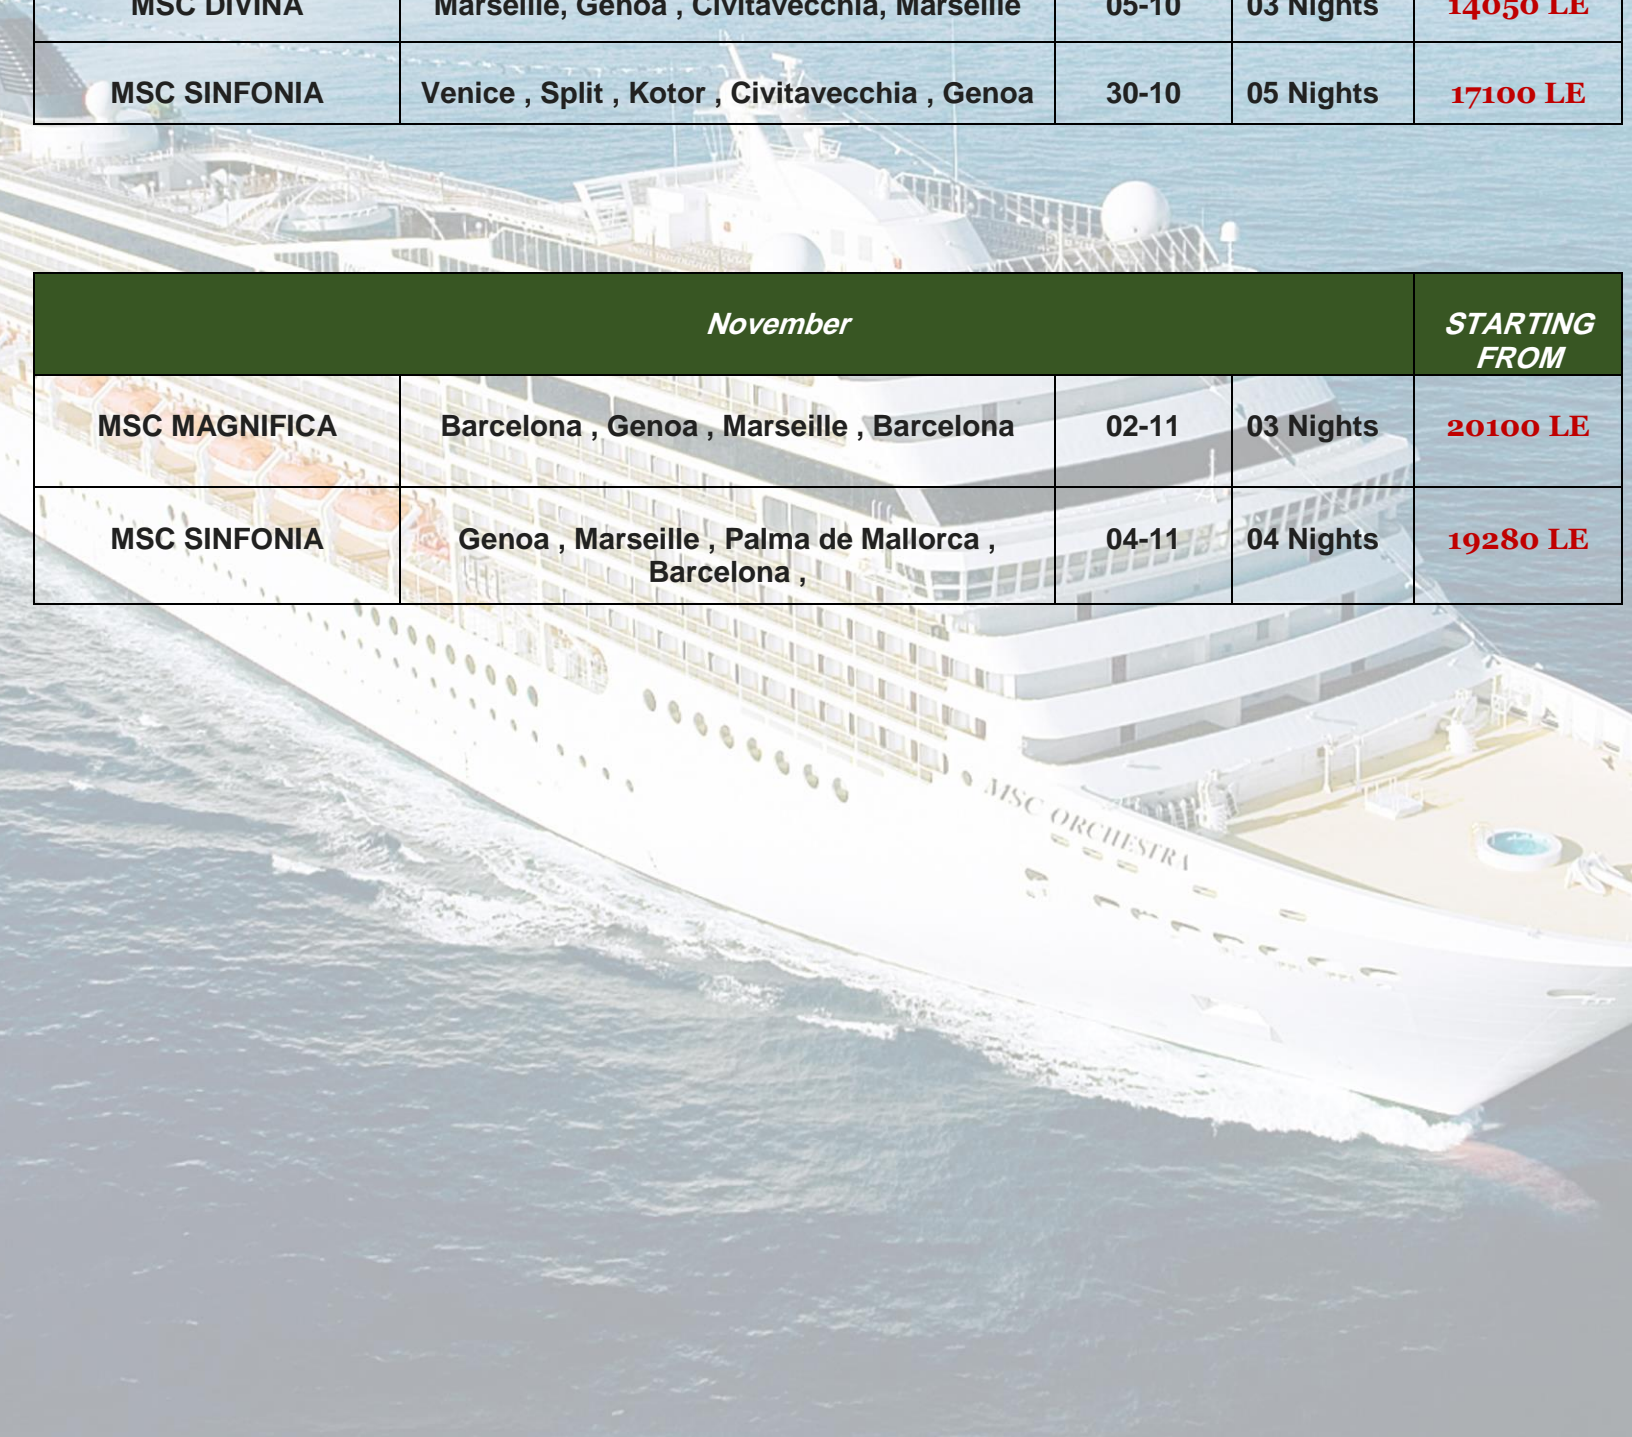 MSC DIVINA Marseille, Genoa , Civitavecchia, Marseille 05-10 03 Nights 14050 LE
MSC SINFONIA Venice , Split , Kotor , Civitavecchia , Genoa 30-10 05 Nights 17100 LE
November STARTING
FROM
MSC MAGNIFICA Barcelona , Genoa , Marseille , Barcelona 02-11 03 Nights 20100 LE
MSC SINFONIA Genoa , Marseille , Palma de Mallorca , 04-11 04 Nights 19280 LE
Barcelona ,
MSC ORCHESTRA